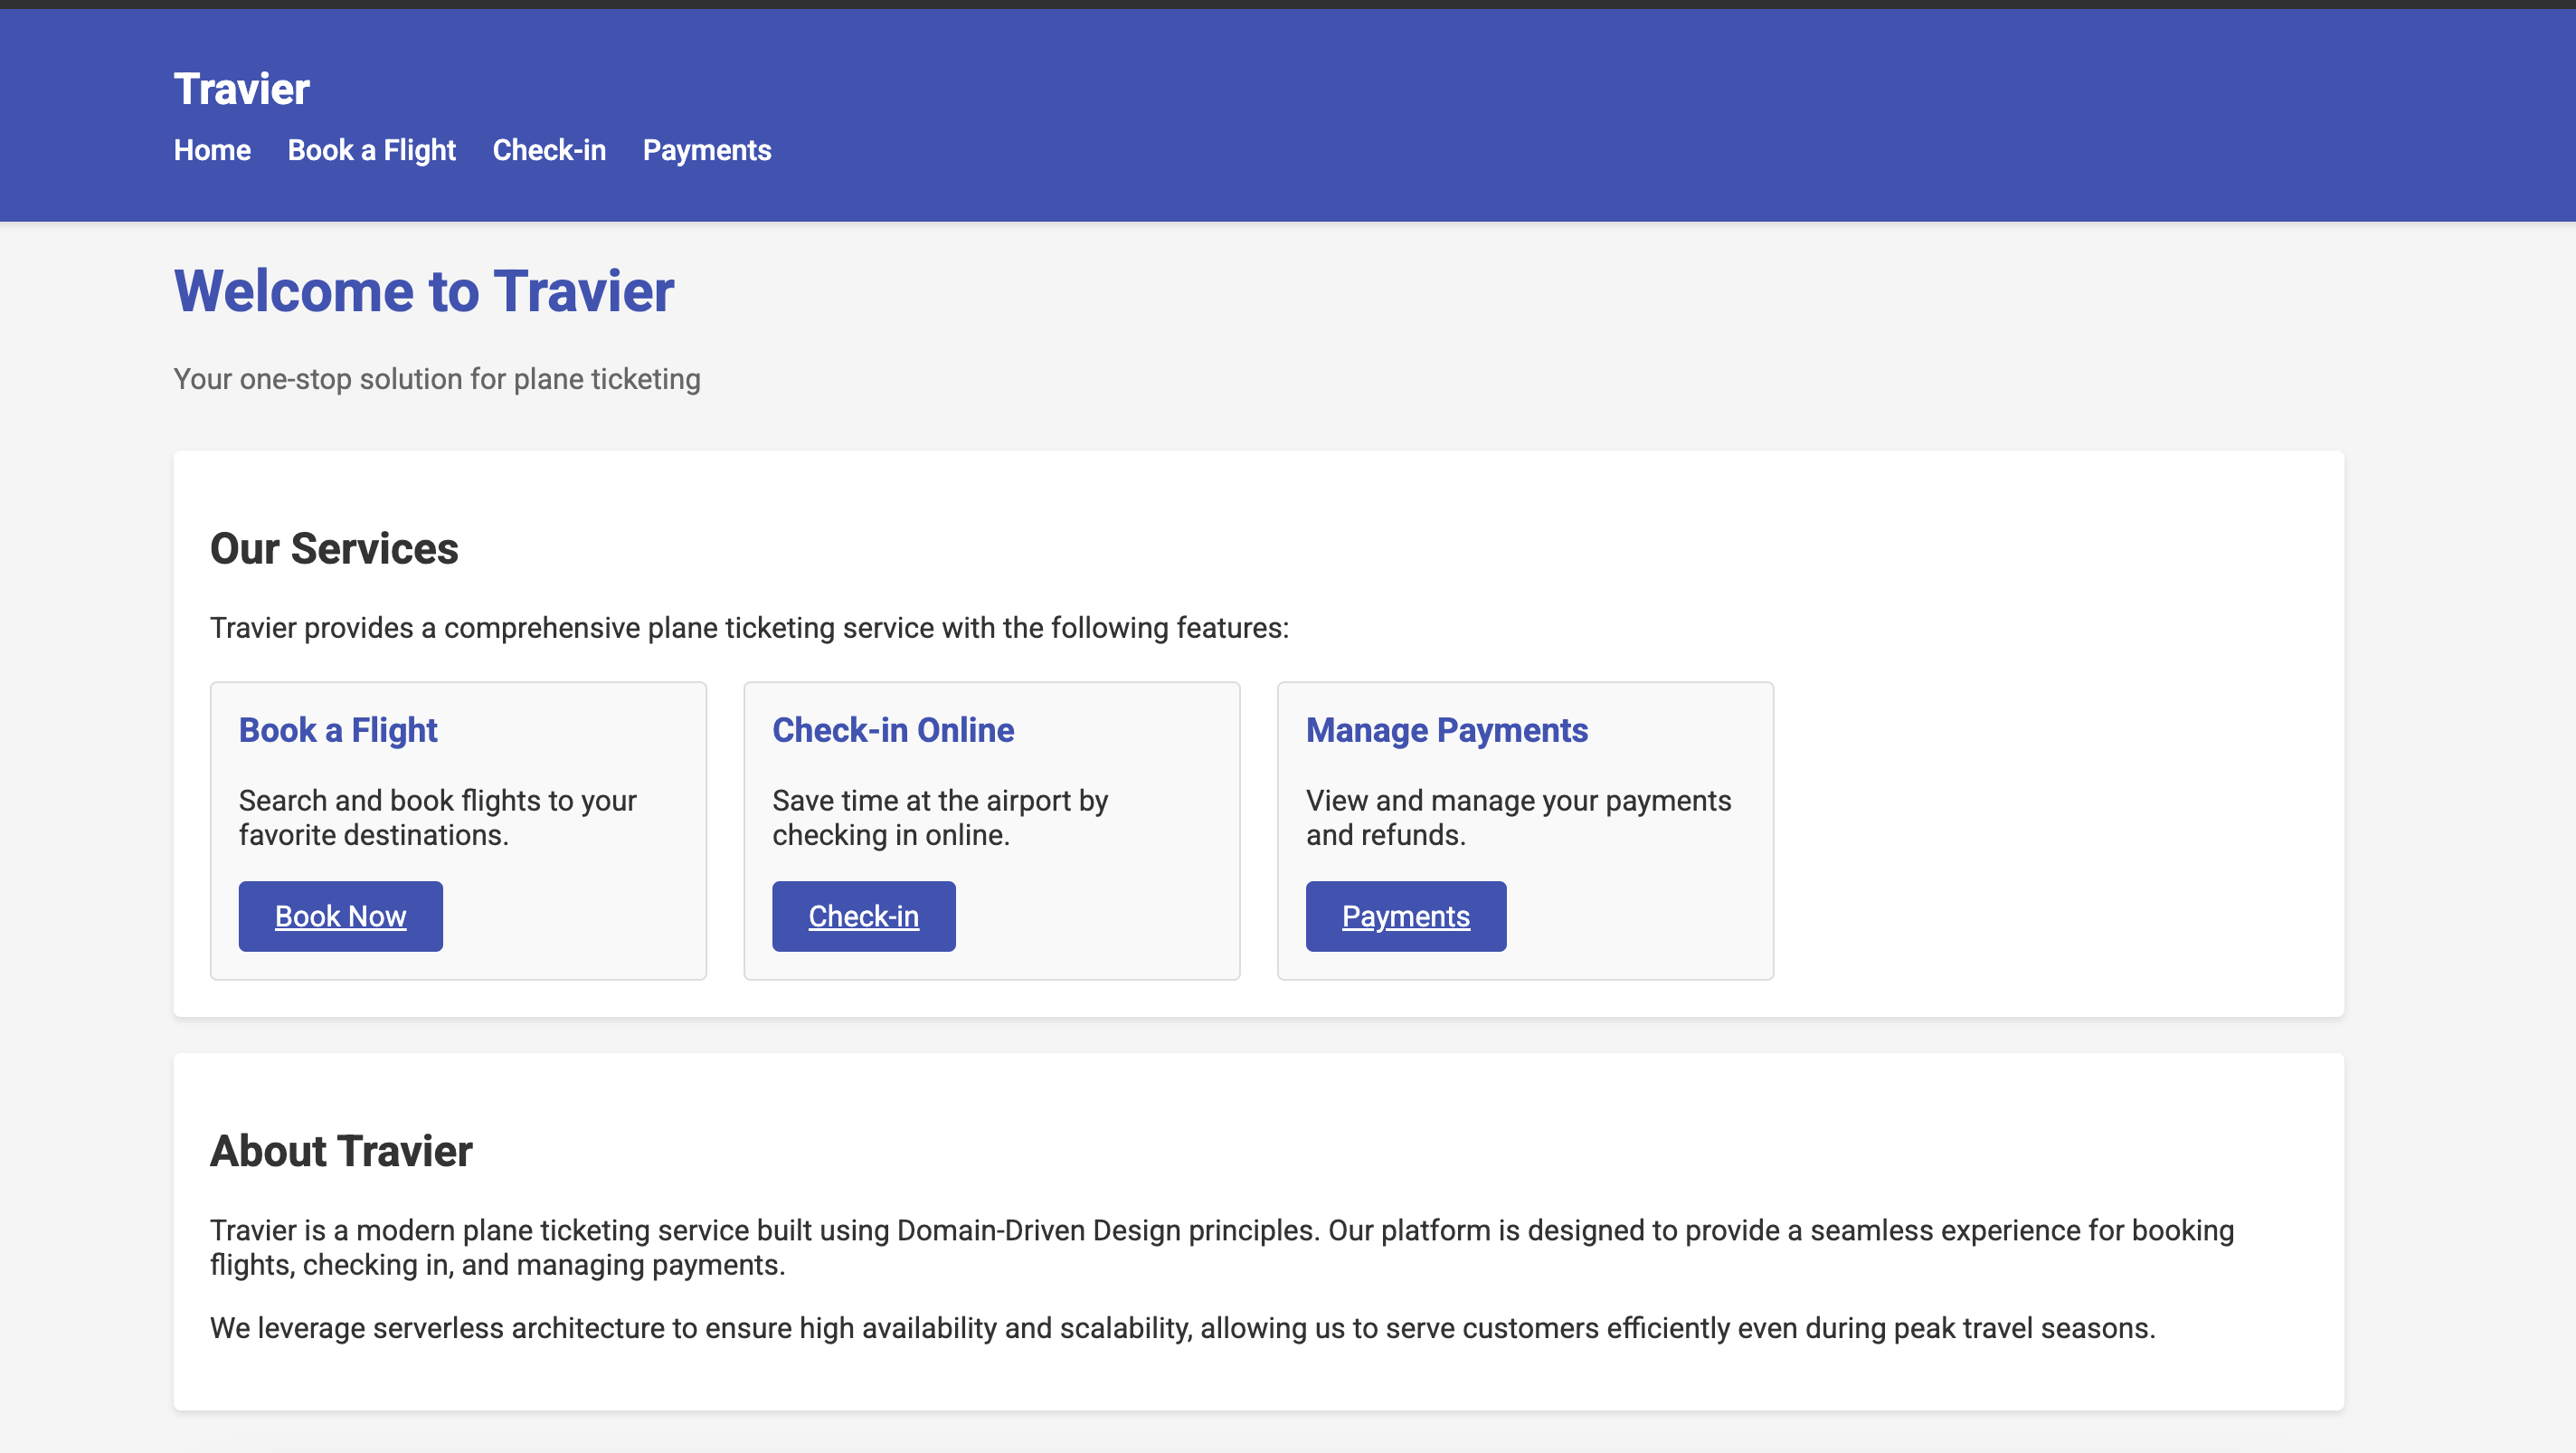 Travier
Home Book a Flight Check-in Payments
Welcome to Travier
Your one-stop solution for plane ticketing
Our Services
Travier provides a comprehensive plane ticketing service with the following features:
Book a Flight
Search and book flights to your
favorite destinations.
Book Now
Check-in Online
Save time at the airport by
checking in online.
Check-in
Manage Payments
View and manage your payments
and refunds.
Payments
About Travier
Travier is a modern plane ticketing service built using Domain-Driven Design principles. Our platform is designed to provide a seamless experience for booking
flights, checking in, and managing payments.
We leverage serverless architecture to ensure high availability and scalability, allowing us to serve customers efficiently even during peak travel seasons.